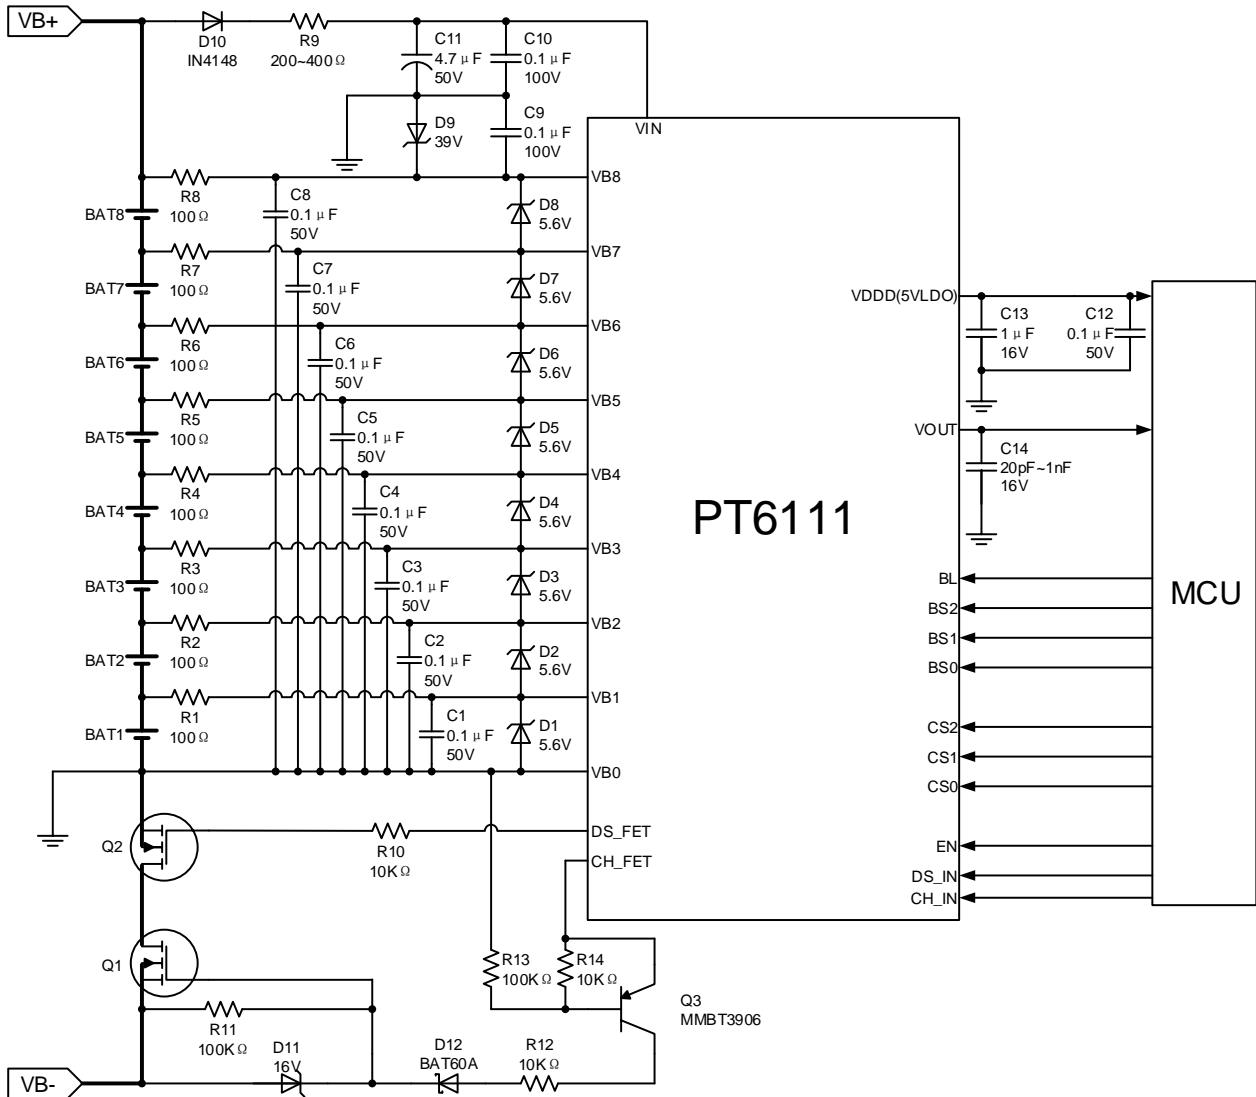 VB+
D10
IN4148
R9
200~400Ω
C11
4.7μF
50V
C10
0.1μF
100V
D9
39V
C9
0.1μF
100V
VIN
R8
100Ω
BAT8
C8
0.1μF
50V
D8
5.6V
VB8
R7
100Ω
BAT7
C7
0.1μF
50V
D7
5.6V
VB7
R6
100Ω
BAT6
C6
0.1μF
50V
D6
5.6V
VB6
R5
100Ω
BAT5
C5
0.1μF
50V
D5
5.6V
VB5
R4
100Ω
BAT4
C4
0.1μF
50V
D4
5.6V
VB4
R3
100Ω
BAT3
C3
0.1μF
50V
D3
5.6V
VB3
R2
100Ω
BAT2
C2
0.1μF
50V
D2
5.6V
VB2
R1
100Ω
BAT1
C1
0.1μF
50V
D1
5.6V
VB1
VB0
PT6111
VDDD(5VLDO)
C13
1μF
16V
C12
0.1μF
50V
VOUT
C14
20pF~1nF
16V
BL
BS2
BS1
BS0
CS2
CS1
CS0
EN
DS_IN
CH_IN
MCU
Q2
R10
10KΩ
DS_FET
CH_FET
Q1
R13
100KΩ
R14
10KΩ
Q3
MMBT3906
R11
100KΩ
D11
16V
D12
BAT60A
R12
10KΩ
VB-